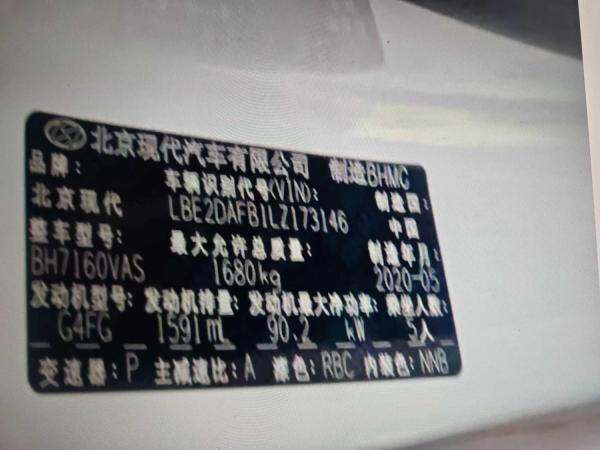 北京现代汽车有限公司 制造BHMC
品牌: 车辆识别代号(VIN): 制造国:
北京现代 LBE2DAFB1LZ173146 中国
整车型号: 最大允许总质量: 制造年月:
BH7160VAS 1680kg 2020-05
发动机型号: 发动机排量: 发动机最大净功率: 乘坐人数:
G4FG 1591mL 90.2 kW 5人
变速器: P 主减速比: A 漆色: RBC 内装色: NNB